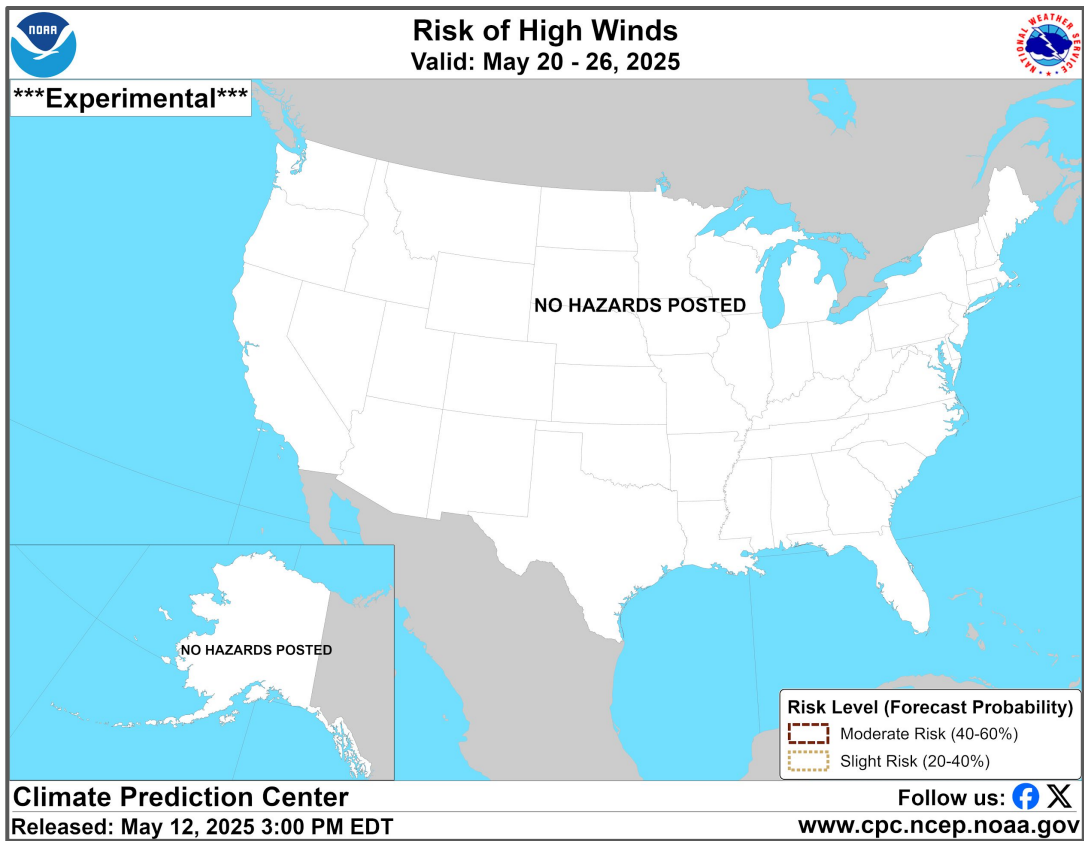 NOAA
Risk of High Winds
Valid: May 20 - 26, 2025
NATIONAL WEATHER SERVICE
***Experimental***
NO HAZARDS POSTED
NO HAZARDS POSTED
Risk Level (Forecast Probability)
Moderate Risk (40-60%)
Slight Risk (20-40%)
Climate Prediction Center
Follow us:
Released: May 12, 2025 3:00 PM EDT
www.cpc.ncep.noaa.gov